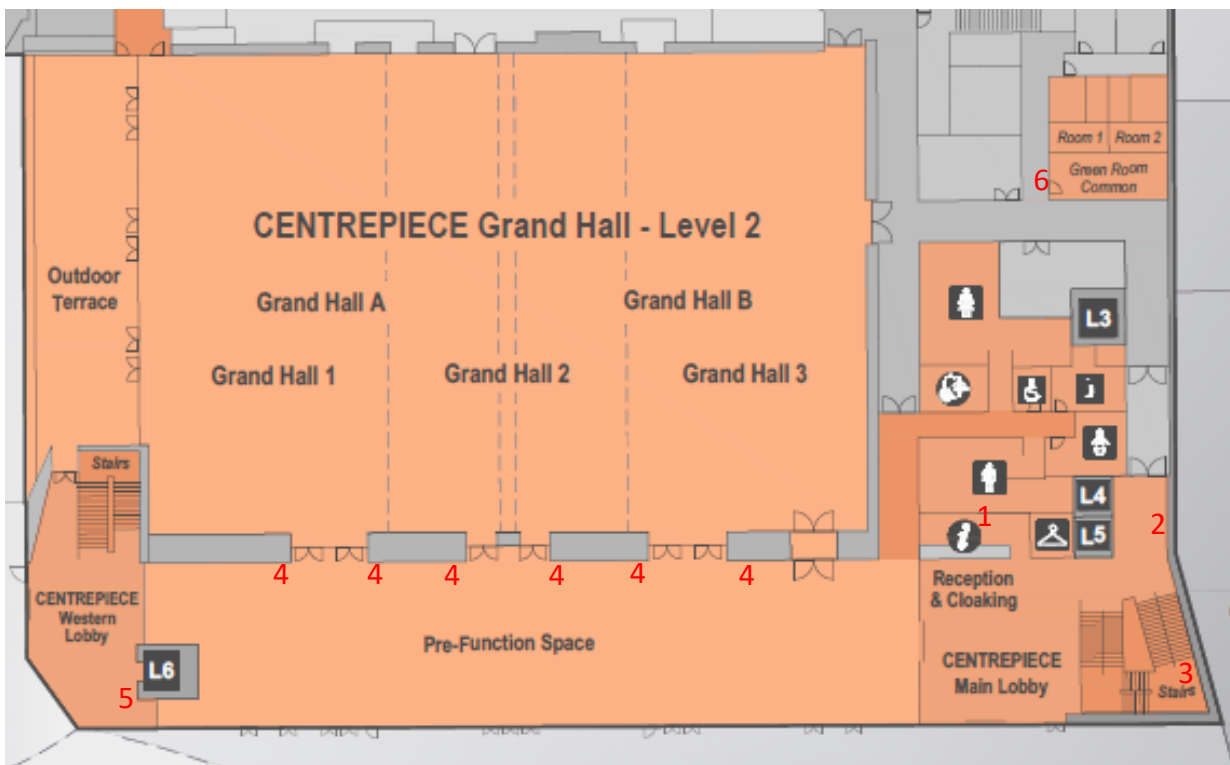 Room 1 Room 2
Green Room
Common
6
CENTREPIECE Grand Hall - Level 2
Outdoor
Terrace
Grand Hall A
Grand Hall B
L3
Grand Hall 1
Grand Hall 2
Grand Hall 3
Stairs
L4
1
2
L5
i
4 4 4 4 4 4
Reception
& Cloaking
CENTREPIECE
Western
Lobby
Pre-Function Space
L6
CENTREPIECE
Main Lobby
3
Stairs
5